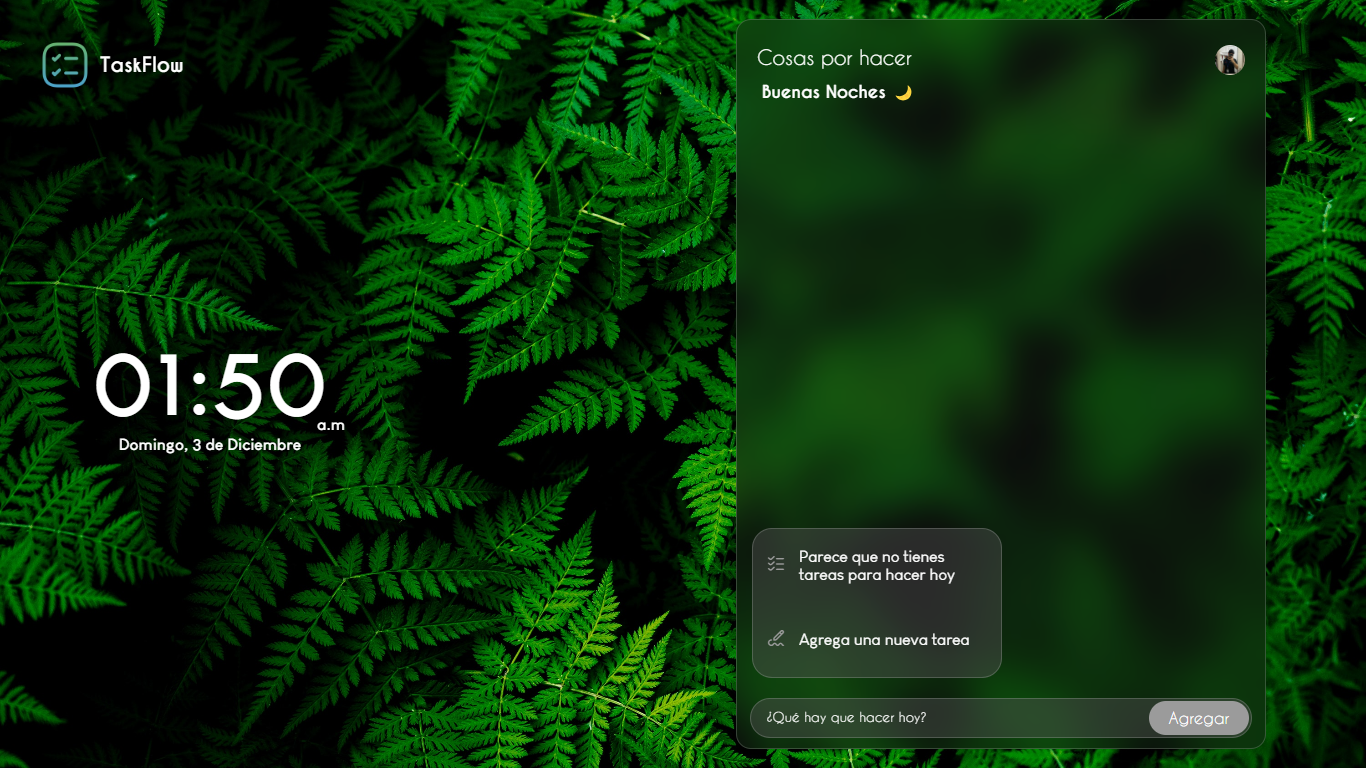 TaskFlow
01:50
a.m
Domingo, 3 de Diciembre
Cosas por hacer
Buenas Noches 🌙
Parece que no tienes
tareas para hacer hoy
Agrega una nueva tarea
¿Qué hay que hacer hoy?
Agregar